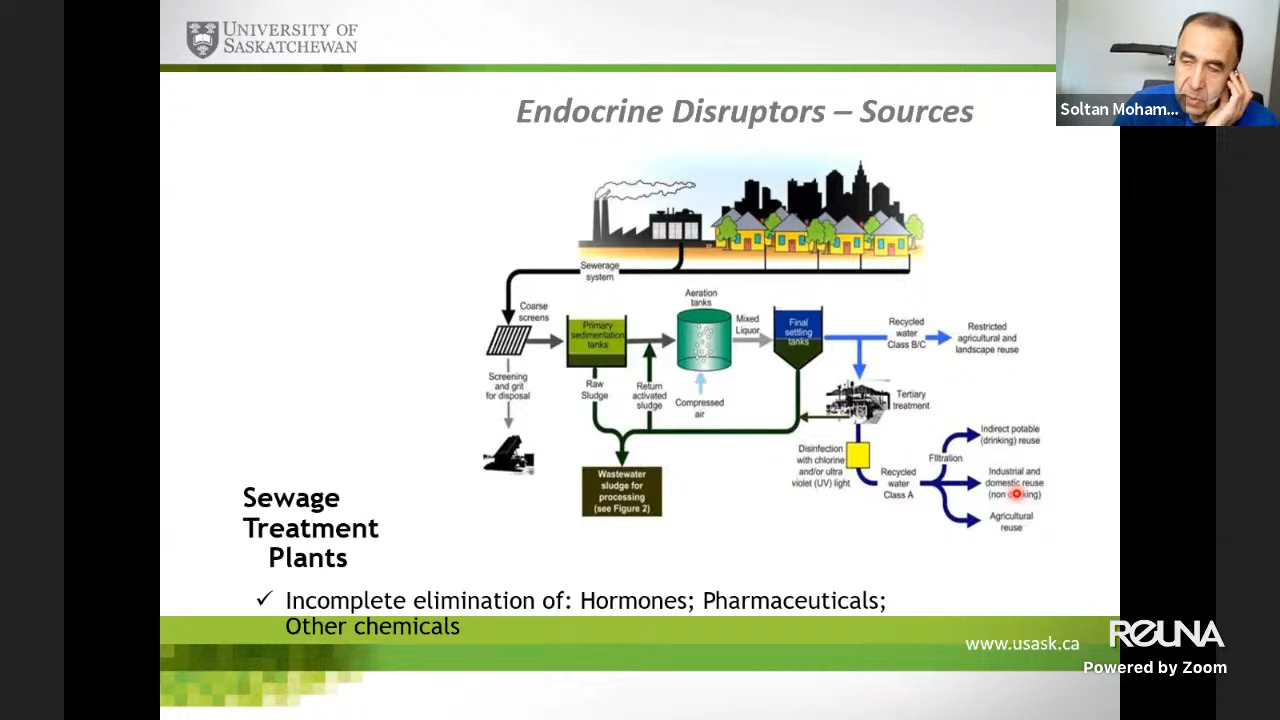 UNIVERSITY OF
SASKATCHEWAN
Soltan Moham...
Endocrine Disruptors – Sources
Sewerage
system
Coarse
screens
Primary
sedimentation
tanks
Aeration
tanks
Mixed
Liquor
Final
settling
tanks
Recycled
water
Class B/C
Restricted
agricultural and
landscape reuse
Screening
and grit
for disposal
Raw
Sludge
Return
activated
sludge
Compressed
air
Tertiary
treatment
Wastewater
sludge for
processing
(see Figure 2)
Disinfection
with chlorine
and/or ultra
violet (UV) light
Recycled
water
Class A
Filtration
Indirect potable
(drinking) reuse
Industrial and
domestic reuse
(non drinking)
Agricultural
reuse
Sewage
Treatment
Plants
✓ Incomplete elimination of: Hormones; Pharmaceuticals;
Other chemicals
www.usask.ca
REUNA
Powered by Zoom